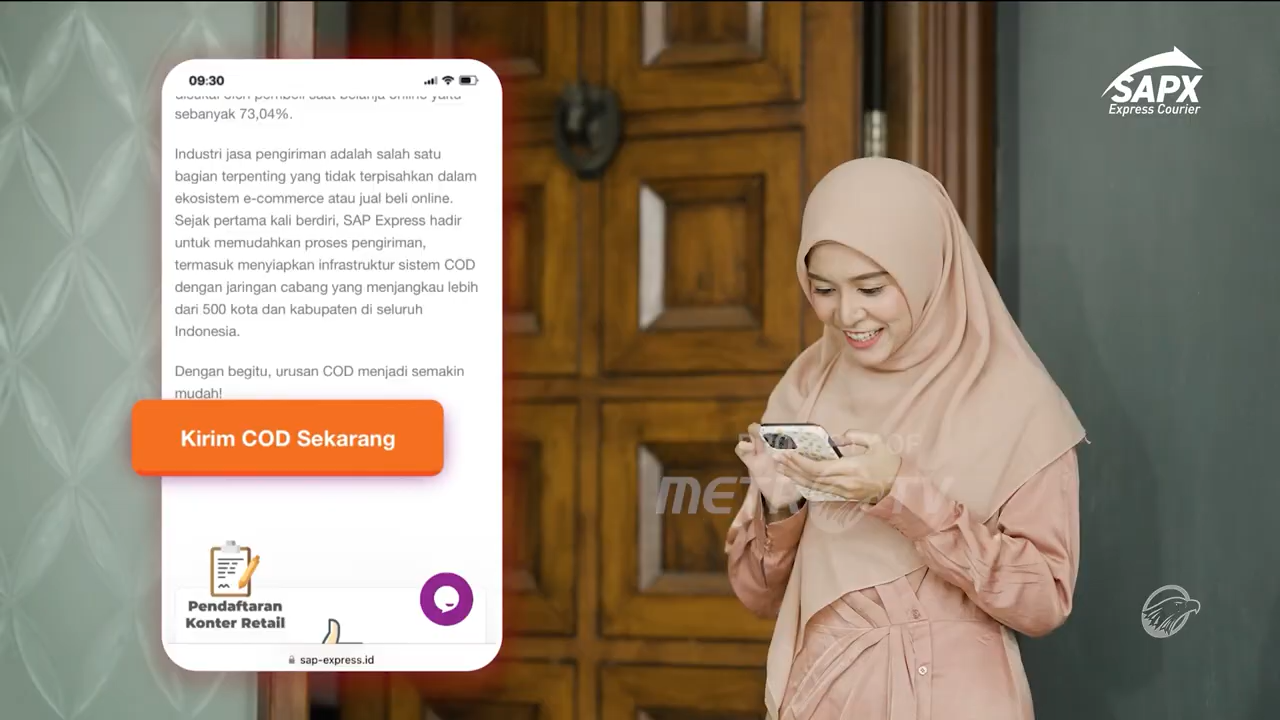 09:30
sebanyak 73,04%.
Industri jasa pengiriman adalah salah satu
bagian terpenting yang tidak terpisahkan dalam
ekosistem e-commerce atau jual beli online.
Sejak pertama kali berdiri, SAP Express hadir
untuk memudahkan proses pengiriman,
termasuk menyiapkan infrastruktur sistem COD
dengan jaringan cabang yang menjangkau lebih
dari 500 kota dan kabupaten di seluruh
Indonesia.
Dengan begitu, urusan COD menjadi semakin
mudah!
Kirim COD Sekarang
Pendaftaran
Konter Retail
sap-express.id
SAPX
Express Courier
METRO TV